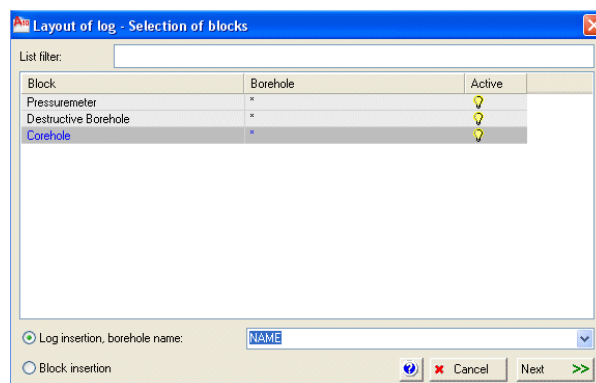 Layout of log - Selection of blocks
List filter:
Block Borehole Active
Pressuremeter *
Destructive Borehole *
Corehole *
Log insertion, borehole name: NAME
Block insertion
Cancel Next >>